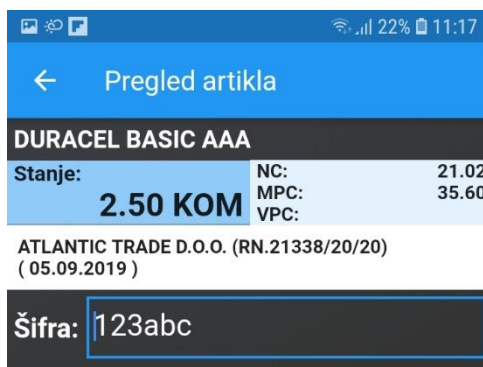 22% 11:17
Pregled artikla
DURACEL BASIC AAA
Stanje:
2.50 KOM
NC: 21.02
MPC: 35.60
VPC:
ATLANTIC TRADE D.O.O. (RN.21338/20/20)
( 05.09.2019 )
Šifra: 123abc